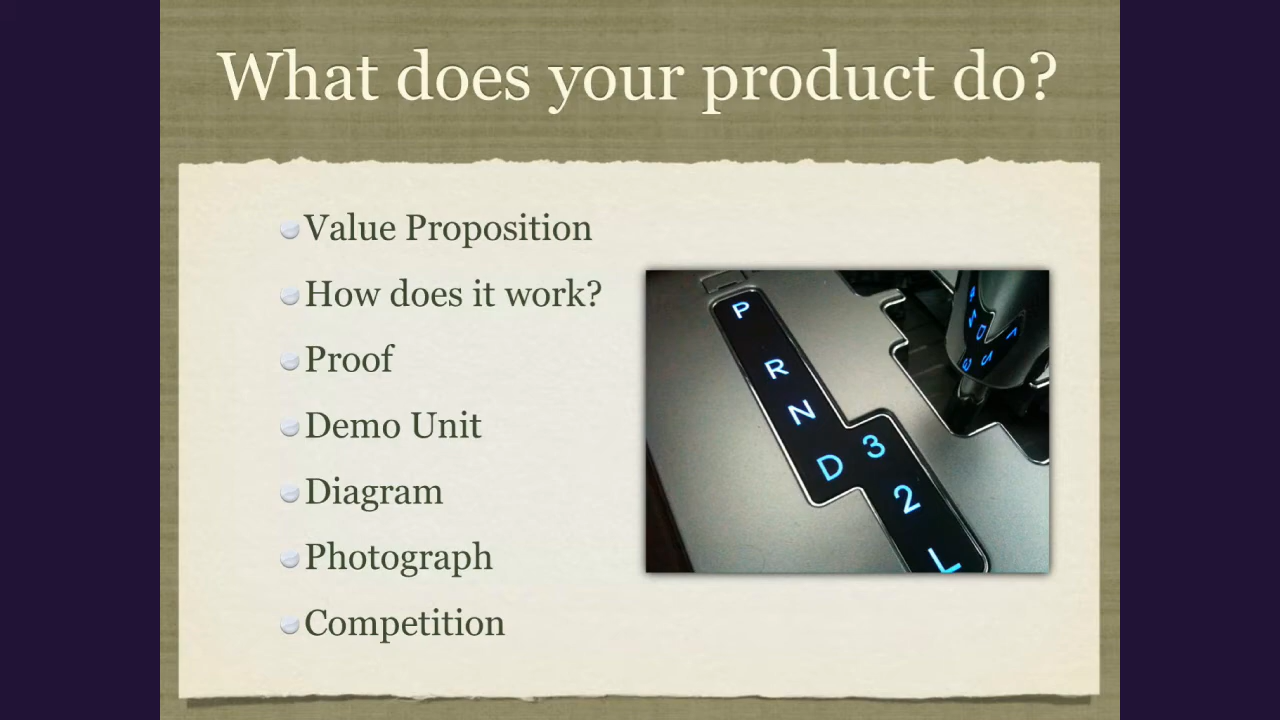 What does your product do?
Value Proposition
How does it work?
Proof
Demo Unit
Diagram
Photograph
Competition
P
R
N
D
3
2
L